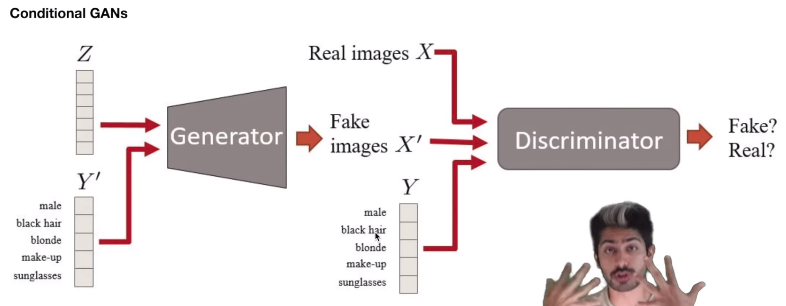 Conditional GANs
Z
Real images X
Generator
Fake
images X′
Discriminator
Fake?
Real?
Y′
male
black hair
blonde
make-up
sunglasses
Y
male
black hair
blonde
make-up
sunglasses